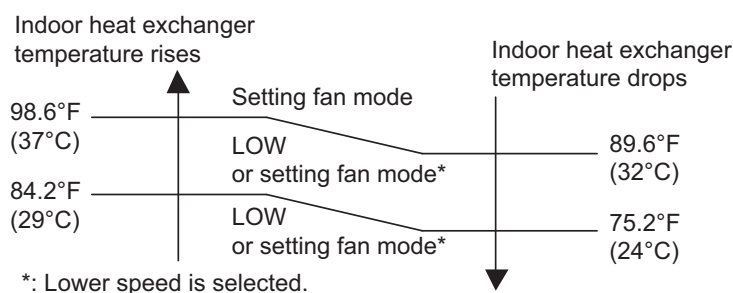 Indoor heat exchanger
temperature rises
Indoor heat exchanger
temperature drops
98.6°F
(37°C)
Setting fan mode
LOW
or setting fan mode*
89.6°F
(32°C)
84.2°F
(29°C)
LOW
or setting fan mode*
75.2°F
(24°C)
*: Lower speed is selected.